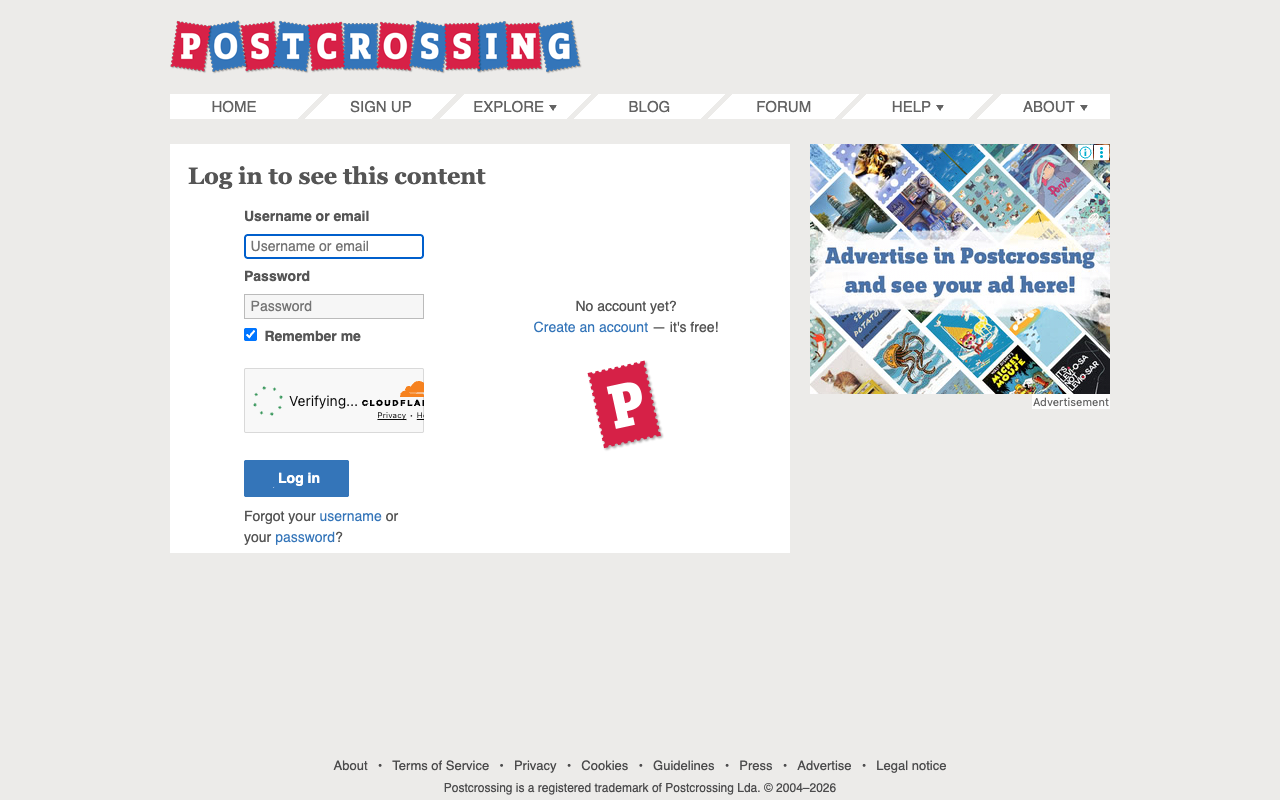 POSTCROSSING
HOME SIGN UP EXPLORE BLOG FORUM HELP ABOUT
Log in to see this content
Username or email
Username or email
Password
Password
Remember me
Verifying...
Privacy •
Log in
Forgot your username or
your password?
No account yet?
Create an account — it's free!
P
Ponyo
Advertise in Postcrossing
and see your ad here!
MICKEY
MOUSE
Advertisement
About • Terms of Service • Privacy • Cookies • Guidelines • Press • Advertise • Legal notice
Postcrossing is a registered trademark of Postcrossing Lda. © 2004–2026